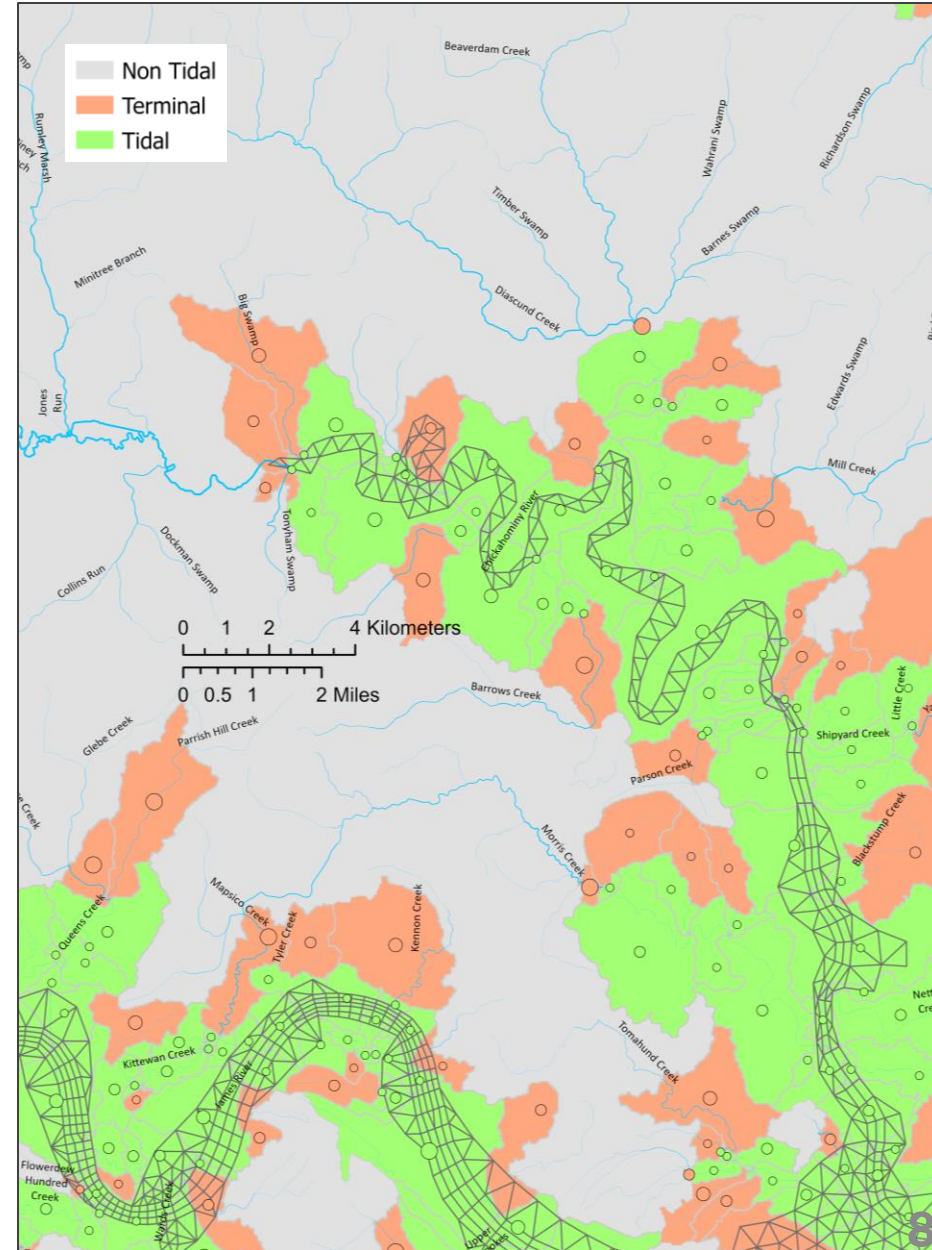 Non Tidal
Terminal
Tidal
Beaverdam Creek
Rumley Marsh
Wahrani Swamp
Richardson Swamp
Timber Swamp
Barnes Swamp
Minitree Branch
Diascund Creek
Big Swamp
Edwards Swamp
Jones
Run
Mill Creek
Chickahominy River
Tonyham Swamp
Dockman Swamp
Collins Run
0 1 2 4 Kilometers
0 0.5 1 2 Miles
Barrows Creek
Little Creek
Glebe Creek
Parrish Hill Creek
Shipyard Creek
Parson Creek
Blackstump Creek
Morris Creek
Mapsico Creek
Kennon Creek
Tyler Creek
Queens Creek
Tomahund Creek
Kittewan Creek
James River
Flowerdew
Hundred
Creek
Wards Creek
Upper
8